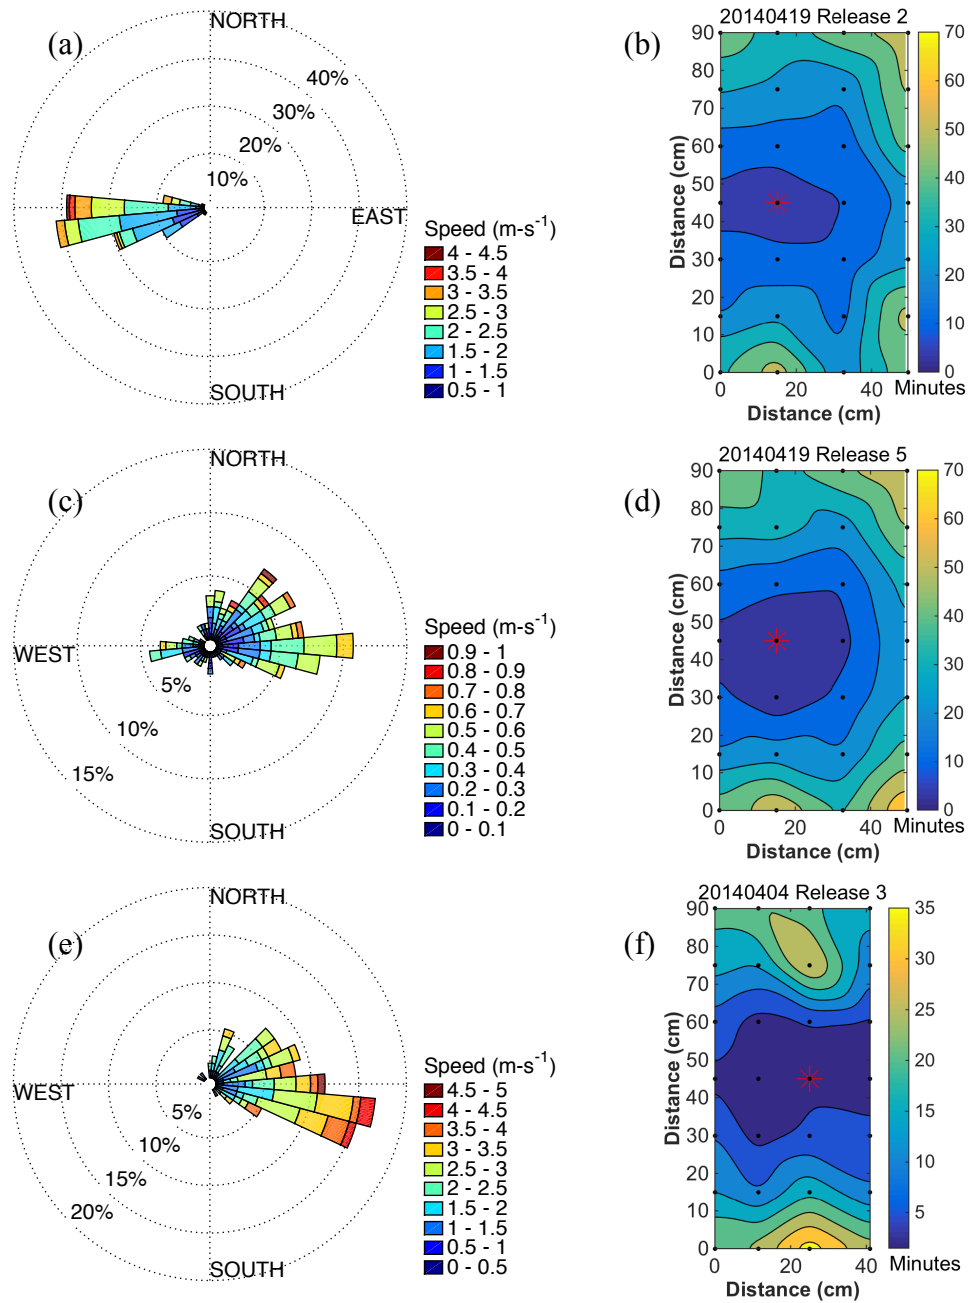 (a)
NORTH
40%
30%
20%
10%
EAST
SOUTH
Speed (m-s-1)
4 - 4.5
3.5 - 4
3 - 3.5
2.5 - 3
2 - 2.5
1.5 - 2
1 - 1.5
0.5 - 1
(b)
20140419 Release 2
90
80
70
60
50
40
30
20
10
0
Distance (cm)
0 20 40
Distance (cm)
70
60
50
40
30
20
10
0
Minutes
(c)
NORTH
WEST
5%
10%
15%
SOUTH
Speed (m-s-1)
0.9 - 1
0.8 - 0.9
0.7 - 0.8
0.6 - 0.7
0.5 - 0.6
0.4 - 0.5
0.3 - 0.4
0.2 - 0.3
0.1 - 0.2
0 - 0.1
(d)
20140419 Release 5
90
80
70
60
50
40
30
20
10
0
Distance (cm)
0 20 40
Distance (cm)
70
60
50
40
30
20
10
0
Minutes
(e)
NORTH
WEST
5%
10%
15%
20%
SOUTH
Speed (m-s-1)
4.5 - 5
4 - 4.5
3.5 - 4
3 - 3.5
2.5 - 3
2 - 2.5
1.5 - 2
1 - 1.5
0.5 - 1
0 - 0.5
(f)
20140404 Release 3
90
80
70
60
50
40
30
20
10
0
Distance (cm)
0 20 40
Distance (cm)
35
30
25
20
15
10
5
Minutes